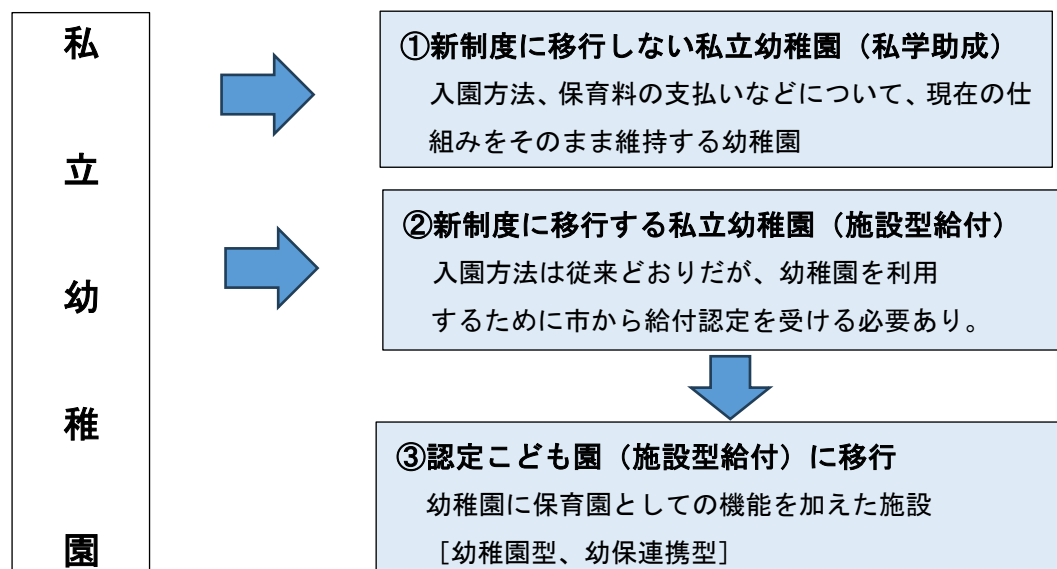 私立幼稚園
①新制度に移行しない私立幼稚園（私学助成）
入園方法、保育料の支払いなどについて、現在の仕
組みをそのまま維持する幼稚園
②新制度に移行する私立幼稚園（施設型給付）
入園方法は従来どおりだが、幼稚園を利用
するために市から給付認定を受ける必要あり。
③認定こども園（施設型給付）に移行
幼稚園に保育園としての機能を加えた施設
［幼稚園型、幼保連携型］